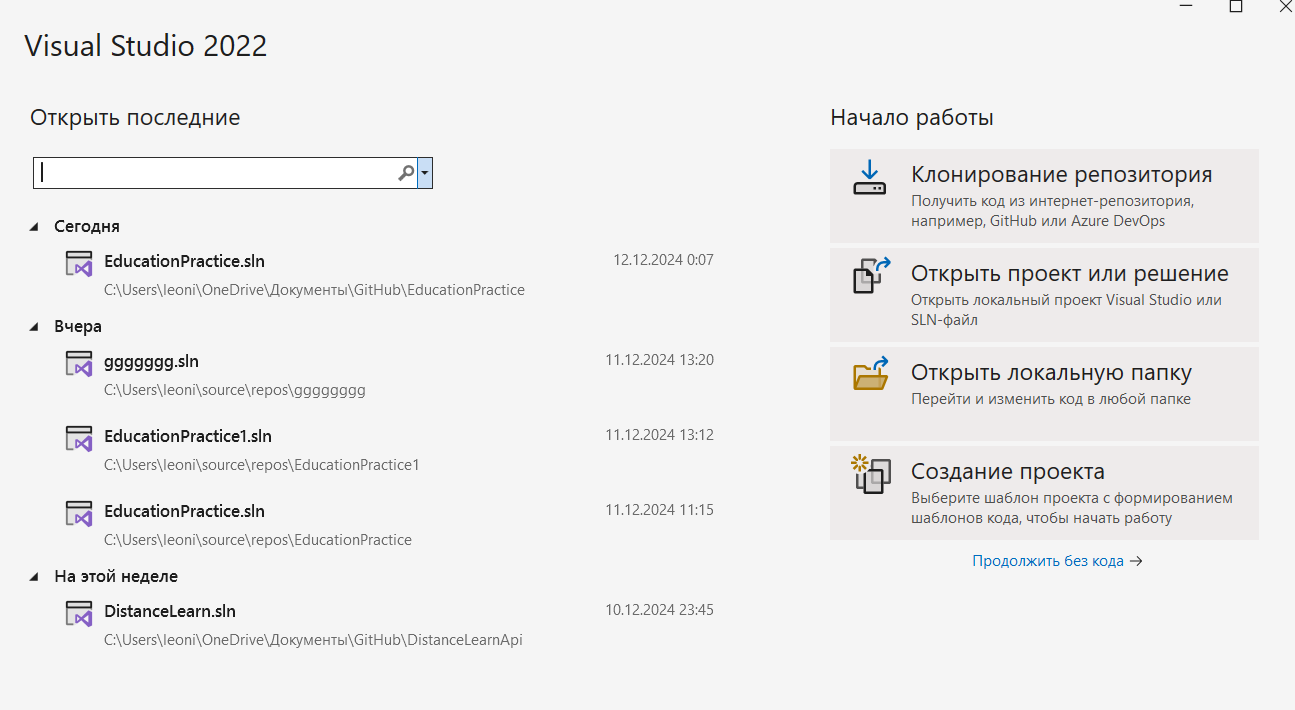 Visual Studio 2022
Открыть последние
Сегодня
EducationPractice.sln
12.12.2024 0:07
C:\Users\leoni\OneDrive\Документы\GitHub\EducationPractice
Вчера
ggggggg.sln
11.12.2024 13:20
C:\Users\leoni\source\repos\gggggggg
EducationPractice1.sln
11.12.2024 13:12
C:\Users\leoni\source\repos\EducationPractice1
EducationPractice.sln
11.12.2024 11:15
C:\Users\leoni\source\repos\EducationPractice
На этой неделе
DistanceLearn.sln
10.12.2024 23:45
C:\Users\leoni\OneDrive\Документы\GitHub\DistanceLearnApi
Начало работы
Клонирование репозитория
Получить код из интернет-репозитория,
например, GitHub или Azure DevOps
Открыть проект или решение
Открыть локальный проект Visual Studio или
SLN-файл
Открыть локальную папку
Перейти и изменить код в любой папке
Создание проекта
Выберите шаблон проекта с формированием
шаблонов кода, чтобы начать работу
Продолжить без кода →